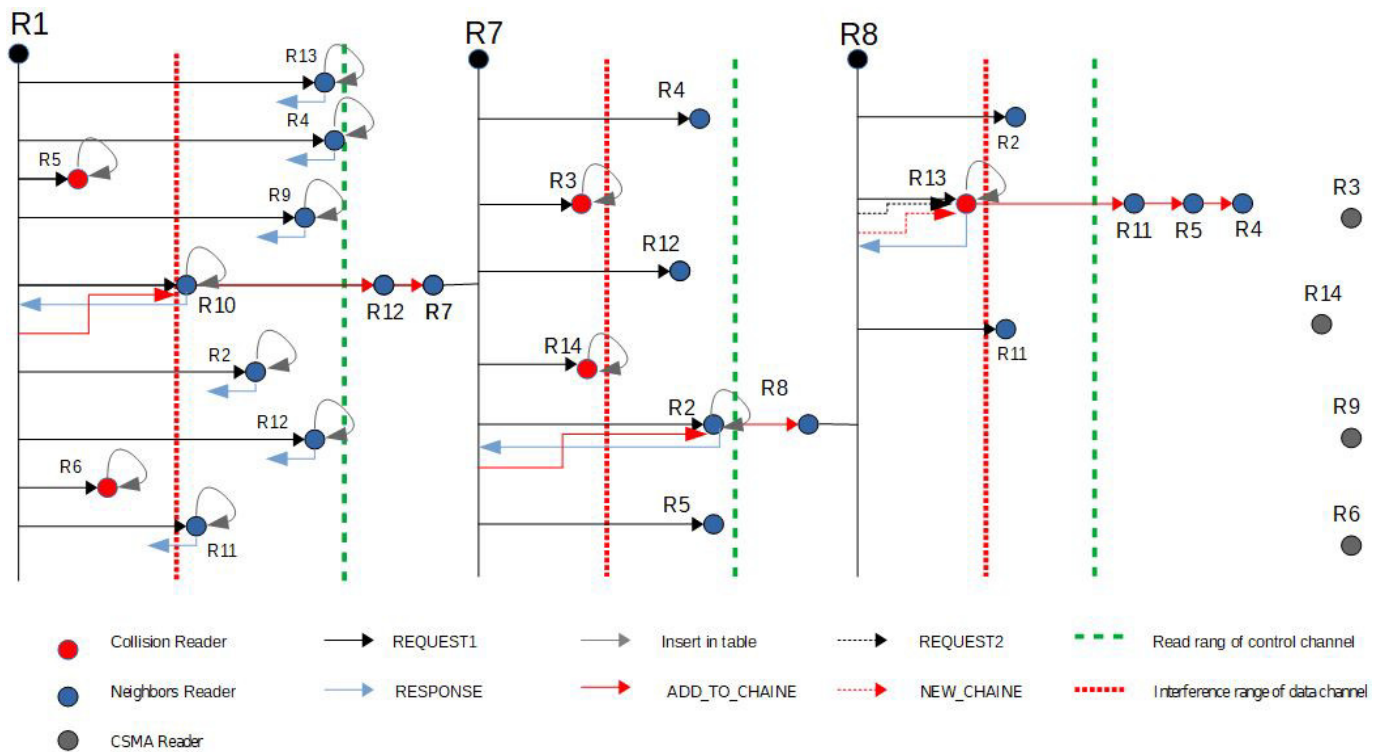 R1
R7
R8
R13
R4
R5
R9
R10
R12
R7
R2
R12
R6
R11
R4
R3
R12
R14
R2
R8
R5
R2
R13
R11
R5
R4
R11
R3
R14
R9
R6
Collision Reader
REQUEST1
Insert in table
REQUEST2
Read rang of control channel
Neighbors Reader
RESPONSE
ADD_TO_CHAINE
NEW_CHAINE
Interference range of data channel
CSMA Reader